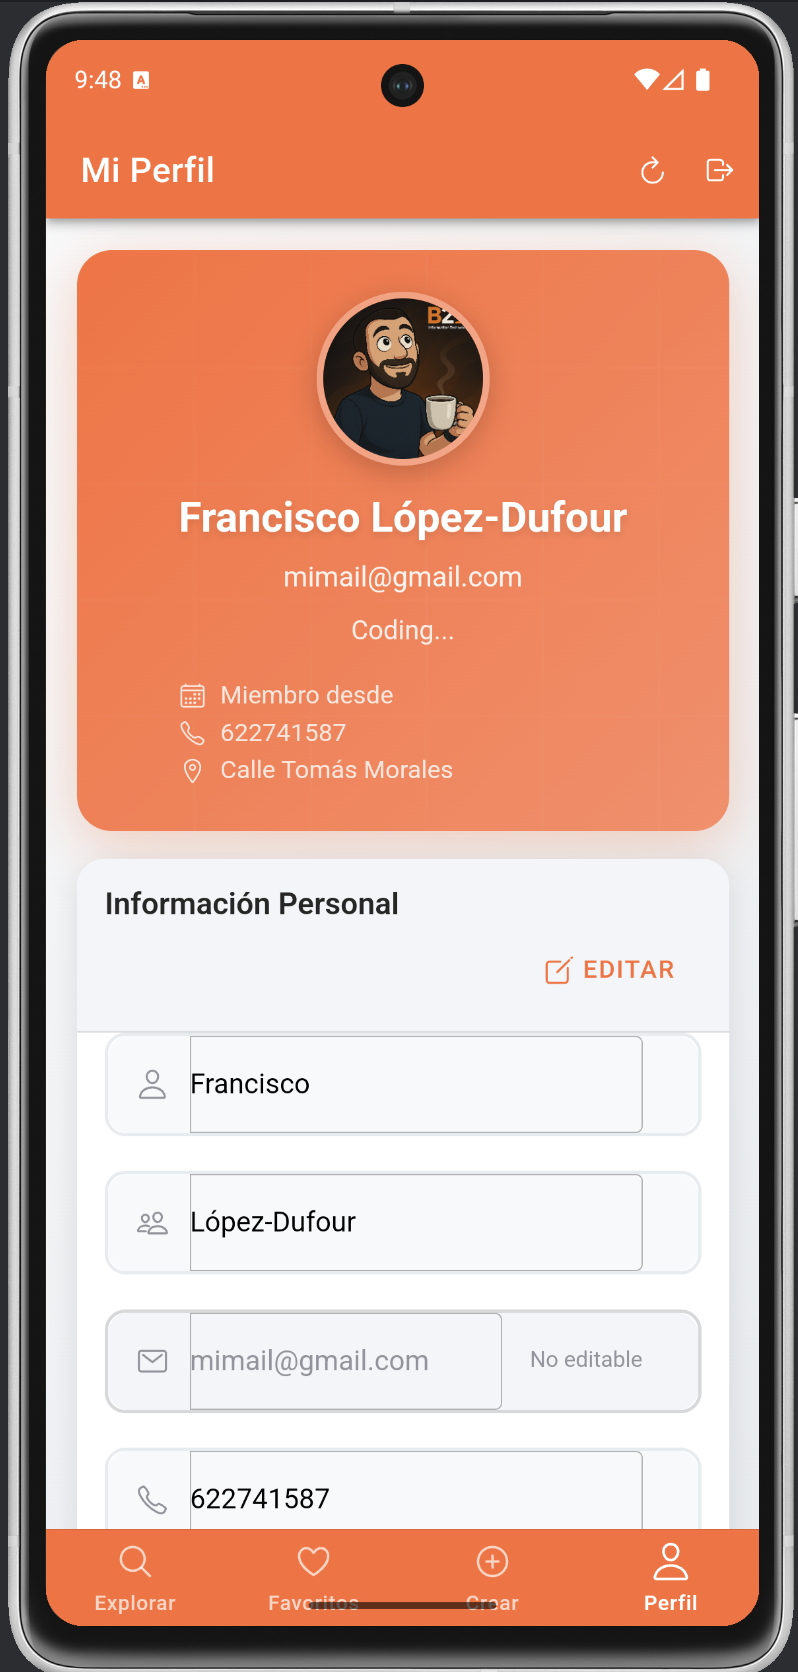 9:48 A
Mi Perfil
B2
Francisco López-Dufour
mimail@gmail.com
Coding...
Miembro desde
622741587
Calle Tomás Morales
Información Personal
EDITAR
Francisco
López-Dufour
mimail@gmail.com No editable
622741587
Explorar Favoritos Crear Perfil